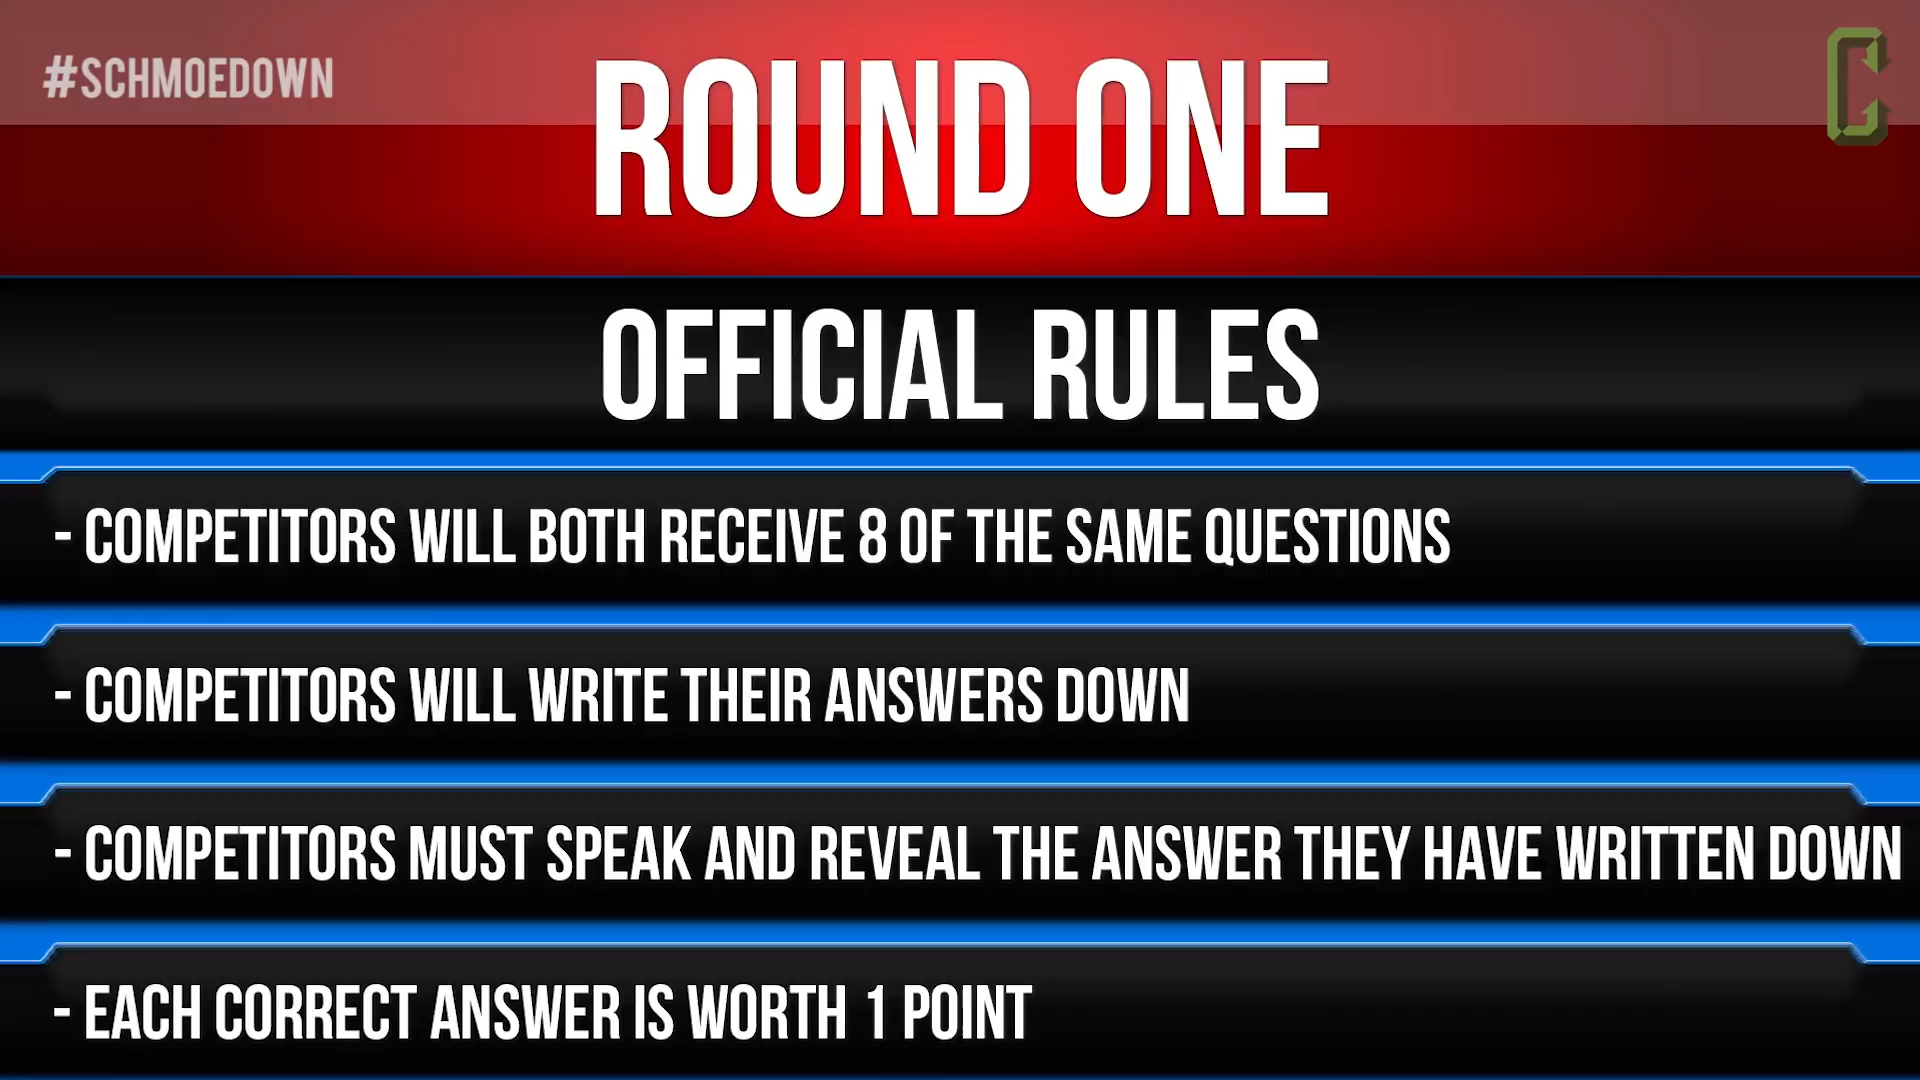 #SCHMOEDOWN
ROUND ONE
OFFICIAL RULES
- COMPETITORS WILL BOTH RECEIVE 8 OF THE SAME QUESTIONS
- COMPETITORS WILL WRITE THEIR ANSWERS DOWN
- COMPETITORS MUST SPEAK AND REVEAL THE ANSWER THEY HAVE WRITTEN DOWN
- EACH CORRECT ANSWER IS WORTH 1 POINT